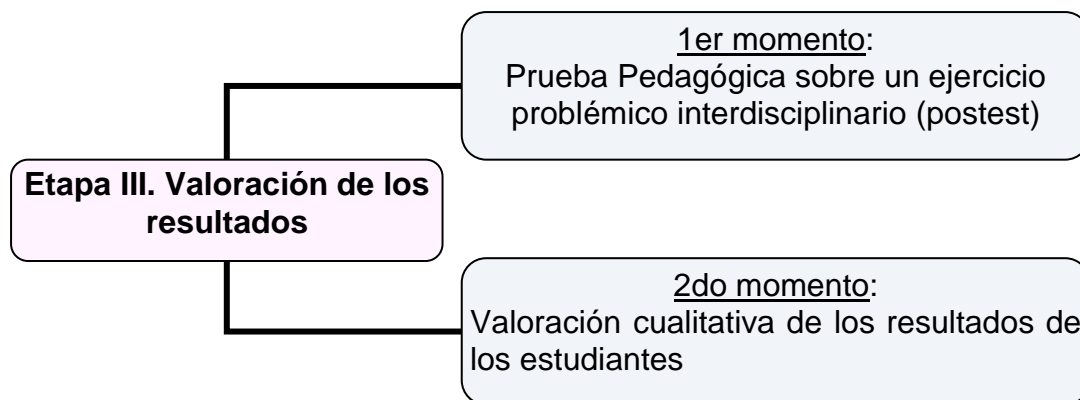 1er momento:
Prueba Pedagógica sobre un ejercicio
problémico interdisciplinario (postest)
Etapa III. Valoración de los
resultados
2do momento:
Valoración cualitativa de los resultados de
los estudiantes